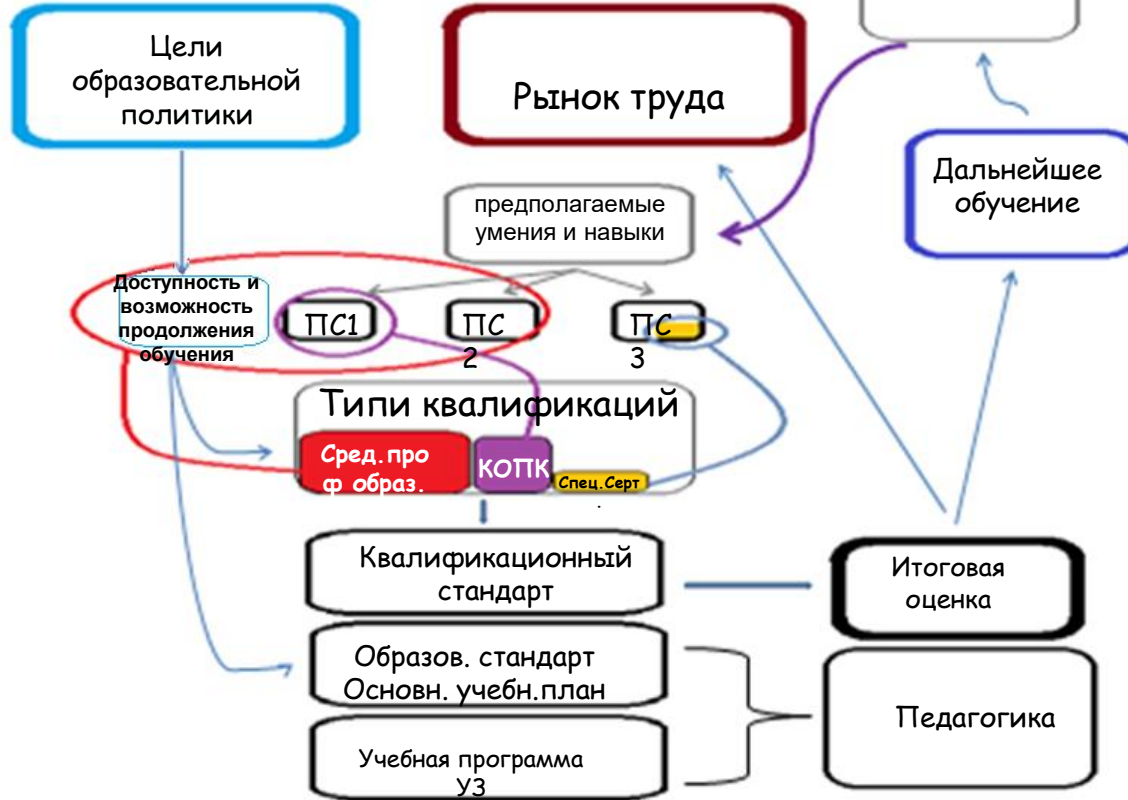 Цели
образовательной
политики
Рынок труда
Дальнейшее
обучение
предполагаемые
умения и навыки
Доступность и
возможность
продолжения
обучения
ПС1
ПС
2
ПС
3
Типи квалификаций
Сред.про
ф образ.
КОПК
Спец.Серт
.
Квалификационный
стандарт
Итоговая
оценка
Образов. стандарт
Основн. учебн.план
Педагогика
Учебная программа
УЗ